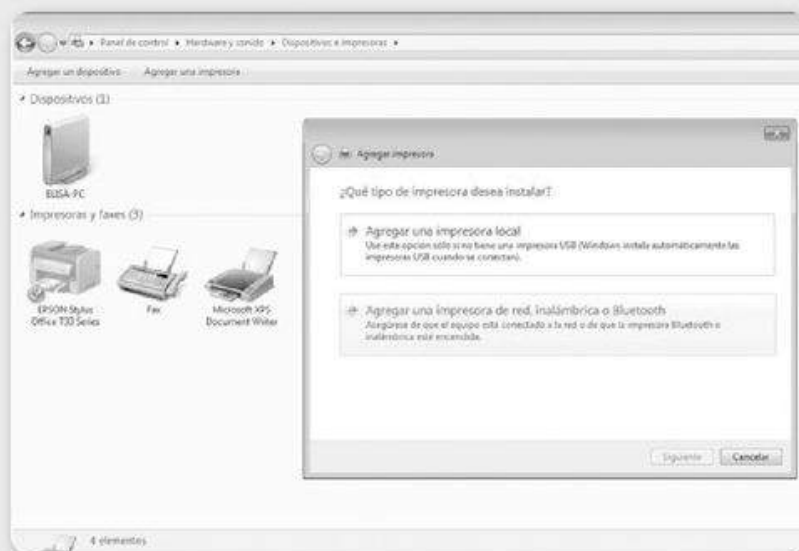 Panel de control ▸ Hardware y sonido ▸ Dispositivos e impresoras ▸
Agregar un dispositivo Agregar una impresora
Dispositivos (1)
ELISA-PC
Impresoras y faxes (3)
EPSON Stylus
Office T33 Series
Fax
Microsoft XPS
Document Writer
Agregar impresora
¿Qué tipo de impresora desea instalar?
Agregar una impresora local
Use esta opción sólo si no tiene una impresora USB (Windows instala automáticamente las
impresoras USB cuando se conectan).
Agregar una impresora de red, inalámbrica o Bluetooth
Asegúrese de que el equipo está conectado a la red o de que la impresora Bluetooth o
inalámbrica esté encendida.
Siguiente Cancelar
4 elementos